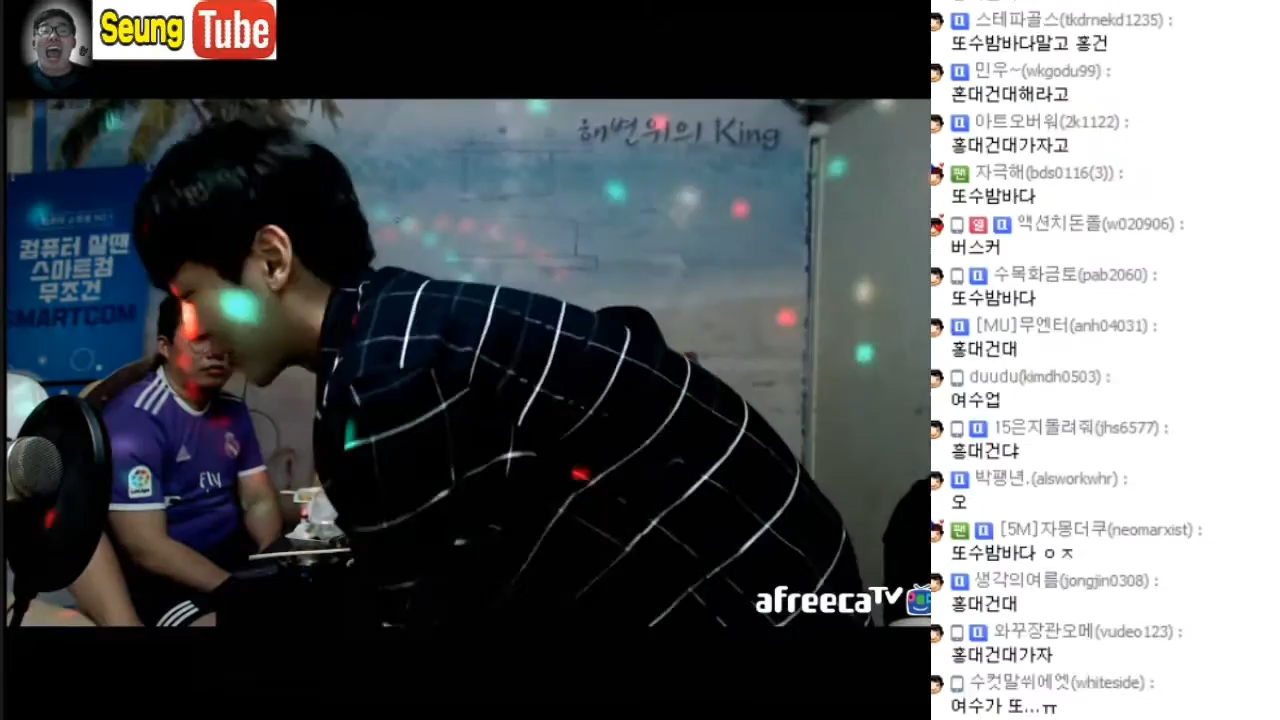 Seung Tube
해변위의 King
컴퓨터 살땐
스마트컴
무조건
SMARTCOM
Fly
afreecaTV
스테파골스(tkdrnekd1235) :
또수밤바다말고 홍건
민우~(wkgodu99) :
혼대건대해라고
아트오버워(2k1122) :
홍대건대가자고
팬 자극해(bds0116(3)) :
또수밤바다
열 액션치돈돌(w020906) :
버스커
수목화금토(pab2060) :
또수밤바다
[MU]무엔터(anh04031) :
홍대건대
duudu(kimdh0503) :
여수업
15은지돌려줘(jhs6577) :
홍대건댜
박팽년.(alsworkwhr) :
오
팬 [5M]자몽더쿠(neomarxist) :
또수밤바다 ㅇㅈ
생각의여름(jongjin0308) :
홍대건대
와꾸장관오메(vudeo123) :
홍대건대가자
수컷말쒸에엣(whiteside) :
여수가 또...ㅠ